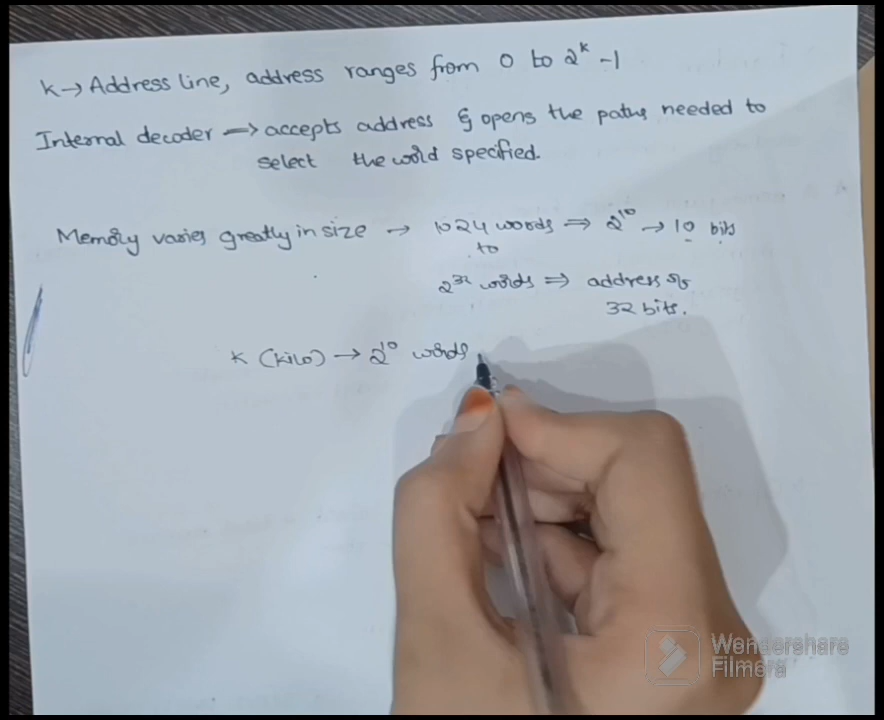 k → Address line, address ranges from 0 to 2^k - 1
Internal decoder → accepts address & opens the paths needed to
select the word specified.
Memory varies greatly in size → 1024 words ⇒ 2^10 → 10 bits
to
2^32 words ⇒ address of
32 bits.
K (kilo) → 2^10 words
Wondershare
Filmora